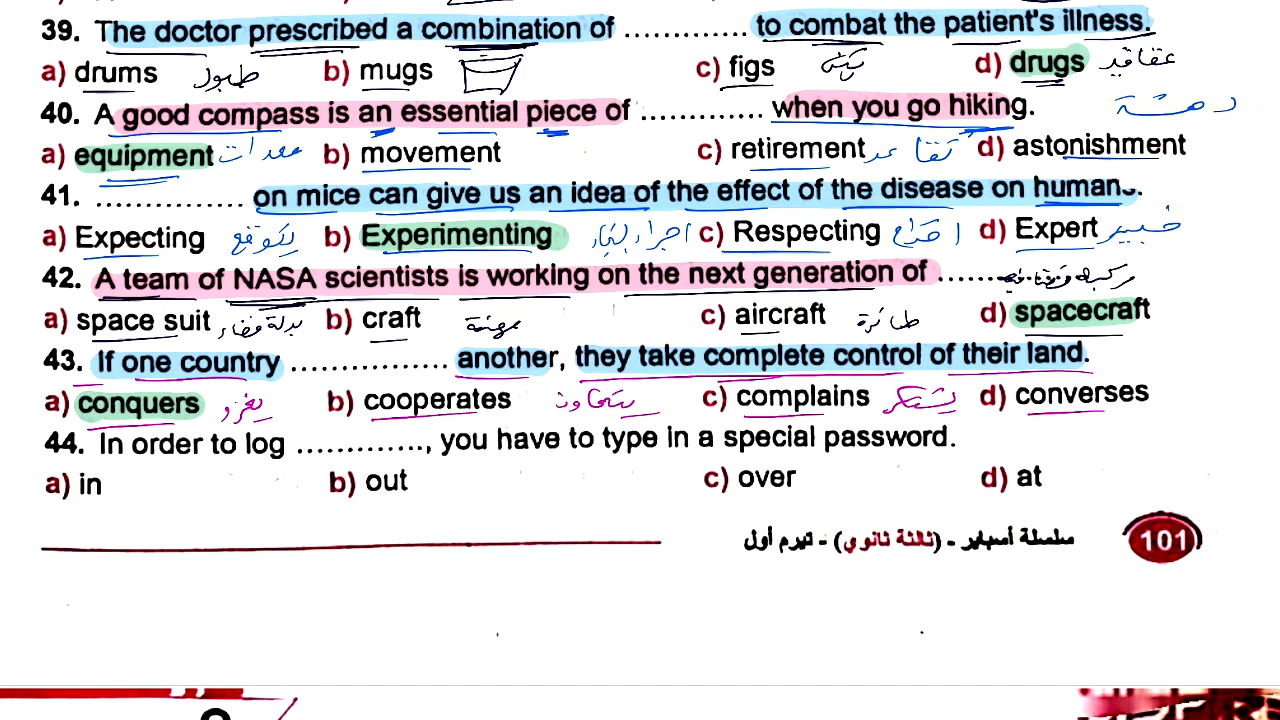 39. The doctor prescribed a combination of ............. to combat the patient's illness.
a) drums طبول b) mugs c) figs تين d) drugs عقاقير
40. A good compass is an essential piece of ............. when you go hiking. دهشة
a) equipment معدات b) movement c) retirement تقاعد d) astonishment
41. ............... on mice can give us an idea of the effect of the disease on humans.
a) Expecting b) Experimenting c) Respecting d) Expert خبير
42. A team of NASA scientists is working on the next generation of .........
a) space suit بدلة فضاء b) craft مهنة c) aircraft طائرة d) spacecraft
43. If one country ................ another, they take complete control of their land.
a) conquers يغزو b) cooperates يتعاون c) complains يشتكي d) converses
44. In order to log ............., you have to type in a special password.
a) in b) out c) over d) at
سلسلة أسباير - (ثالثة ثانوي) - تيرم أول 101